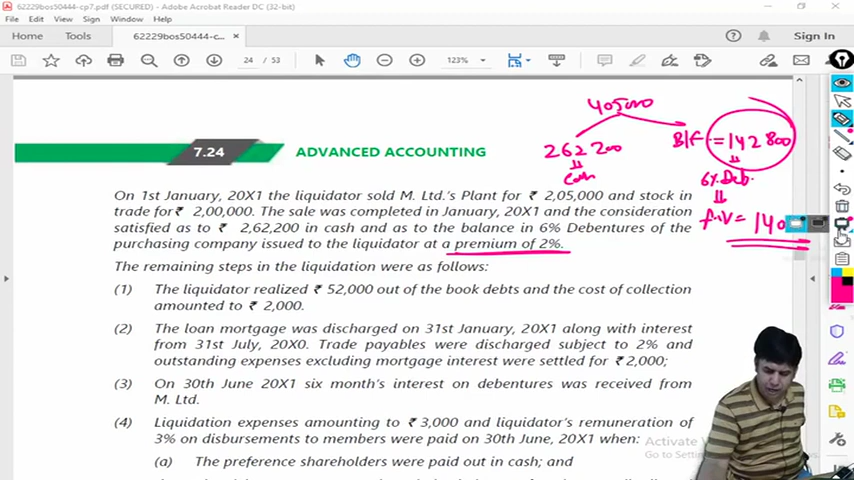 62229bos50444-cp7.pdf (SECURED) - Adobe Acrobat Reader DC (32-bit)
File Edit View Sign Window Help
Home Tools 62229bos50444-cp7.p... × Sign In
24 / 53 123%
405000
262200 B/F = 142800
Cash 6% Deb.
F.V = 140
7.24 ADVANCED ACCOUNTING
On 1st January, 20X1 the liquidator sold M. Ltd.'s Plant for ₹ 2,05,000 and stock in
trade for ₹ 2,00,000. The sale was completed in January, 20X1 and the consideration
satisfied as to ₹ 2,62,200 in cash and as to the balance in 6% Debentures of the
purchasing company issued to the liquidator at a premium of 2%.
The remaining steps in the liquidation were as follows:
(1) The liquidator realized ₹ 52,000 out of the book debts and the cost of collection
amounted to ₹ 2,000.
(2) The loan mortgage was discharged on 31st January, 20X1 along with interest
from 31st July, 20X0. Trade payables were discharged subject to 2% and
outstanding expenses excluding mortgage interest were settled for ₹ 2,000;
(3) On 30th June 20X1 six month's interest on debentures was received from
M. Ltd.
(4) Liquidation expenses amounting to ₹ 3,000 and liquidator's remuneration of
3% on disbursements to members were paid on 30th June, 20X1 when:
Activate
Go to Setting
(a) The preference shareholders were paid out in cash; and